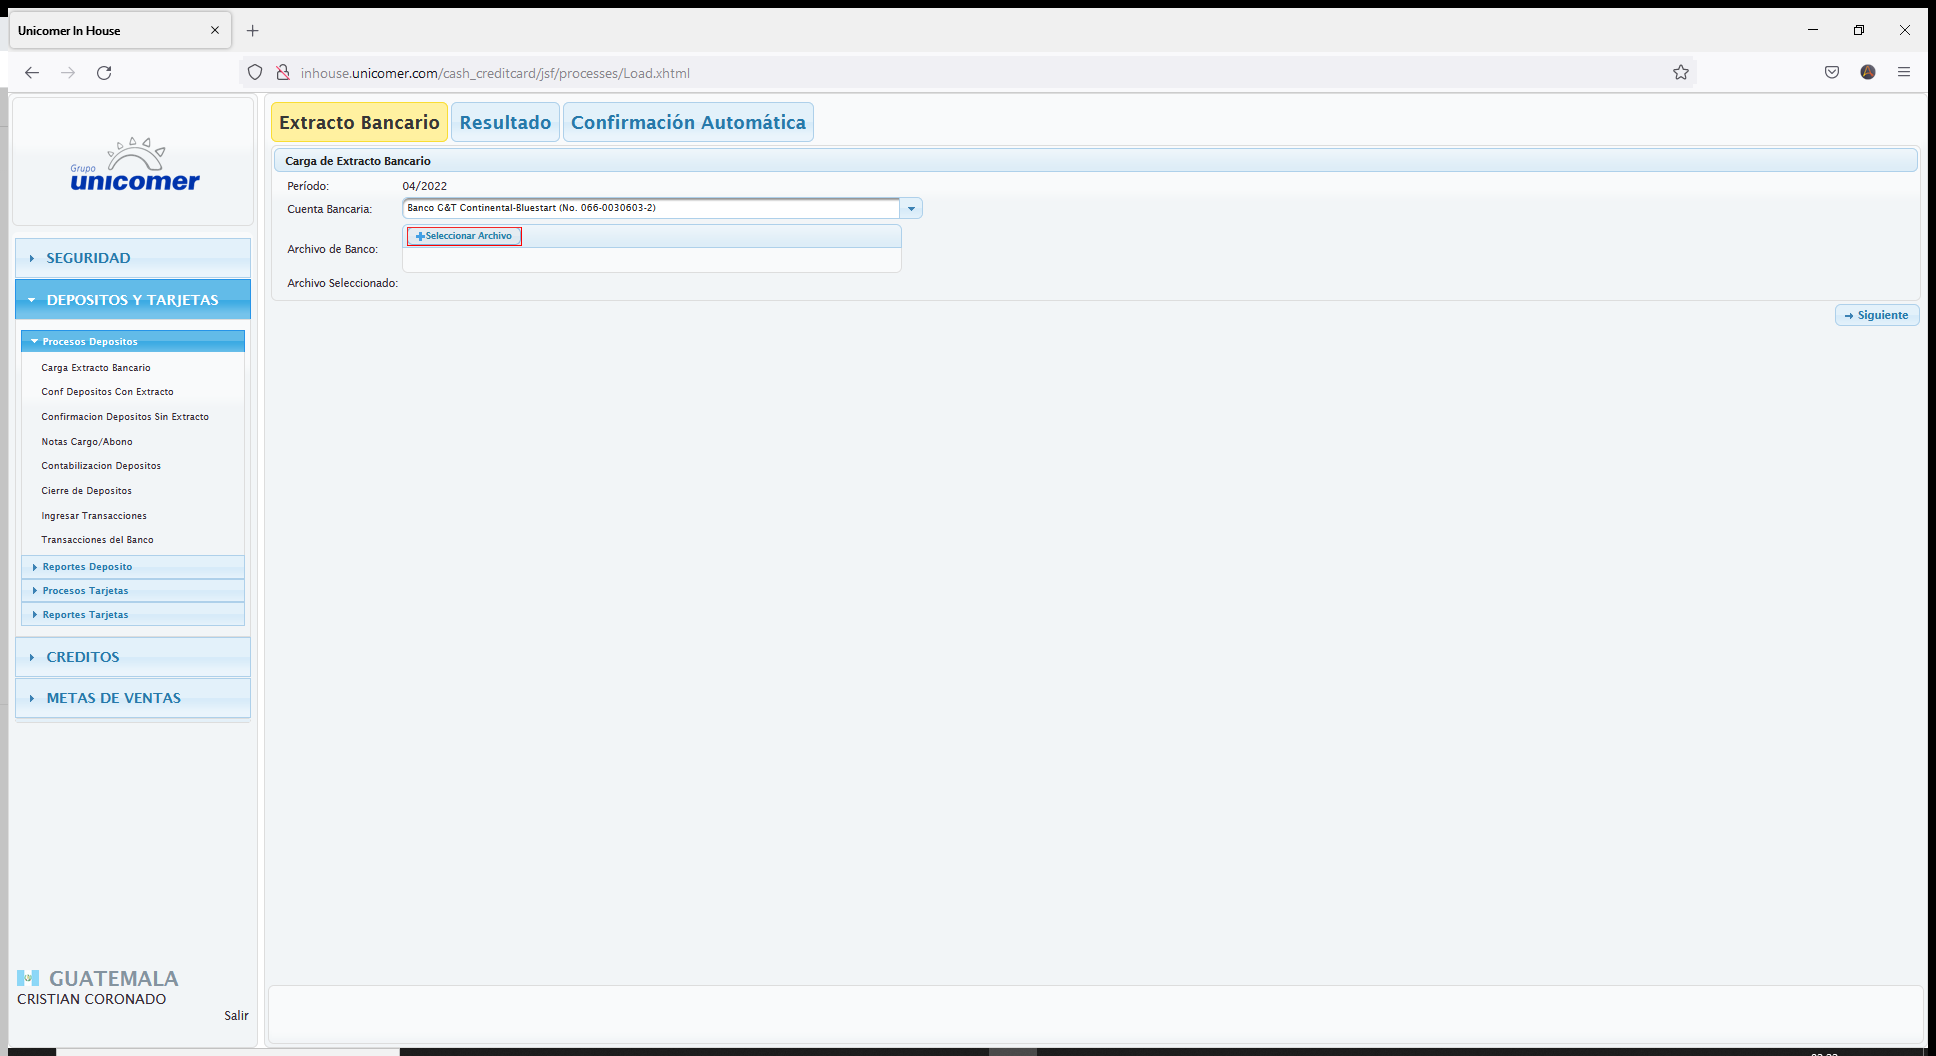 Unicomer In House
inhouse.unicomer.com/cash_creditcard/jsf/processes/Load.xhtml
Grupo
unicomer
SEGURIDAD
DEPOSITOS Y TARJETAS
Procesos Depositos
Carga Extracto Bancario
Conf Depositos Con Extracto
Confirmacion Depositos Sin Extracto
Notas Cargo/Abono
Contabilizacion Depositos
Cierre de Depositos
Ingresar Transacciones
Transacciones del Banco
Reportes Deposito
Procesos Tarjetas
Reportes Tarjetas
CREDITOS
METAS DE VENTAS
GUATEMALA
CRISTIAN CORONADO
Salir
Extracto Bancario Resultado Confirmación Automática
Carga de Extracto Bancario
Período: 04/2022
Cuenta Bancaria: Banco G&T Continental-Bluestart (No. 066-0030603-2)
Archivo de Banco: Seleccionar Archivo
Archivo Seleccionado:
Siguiente